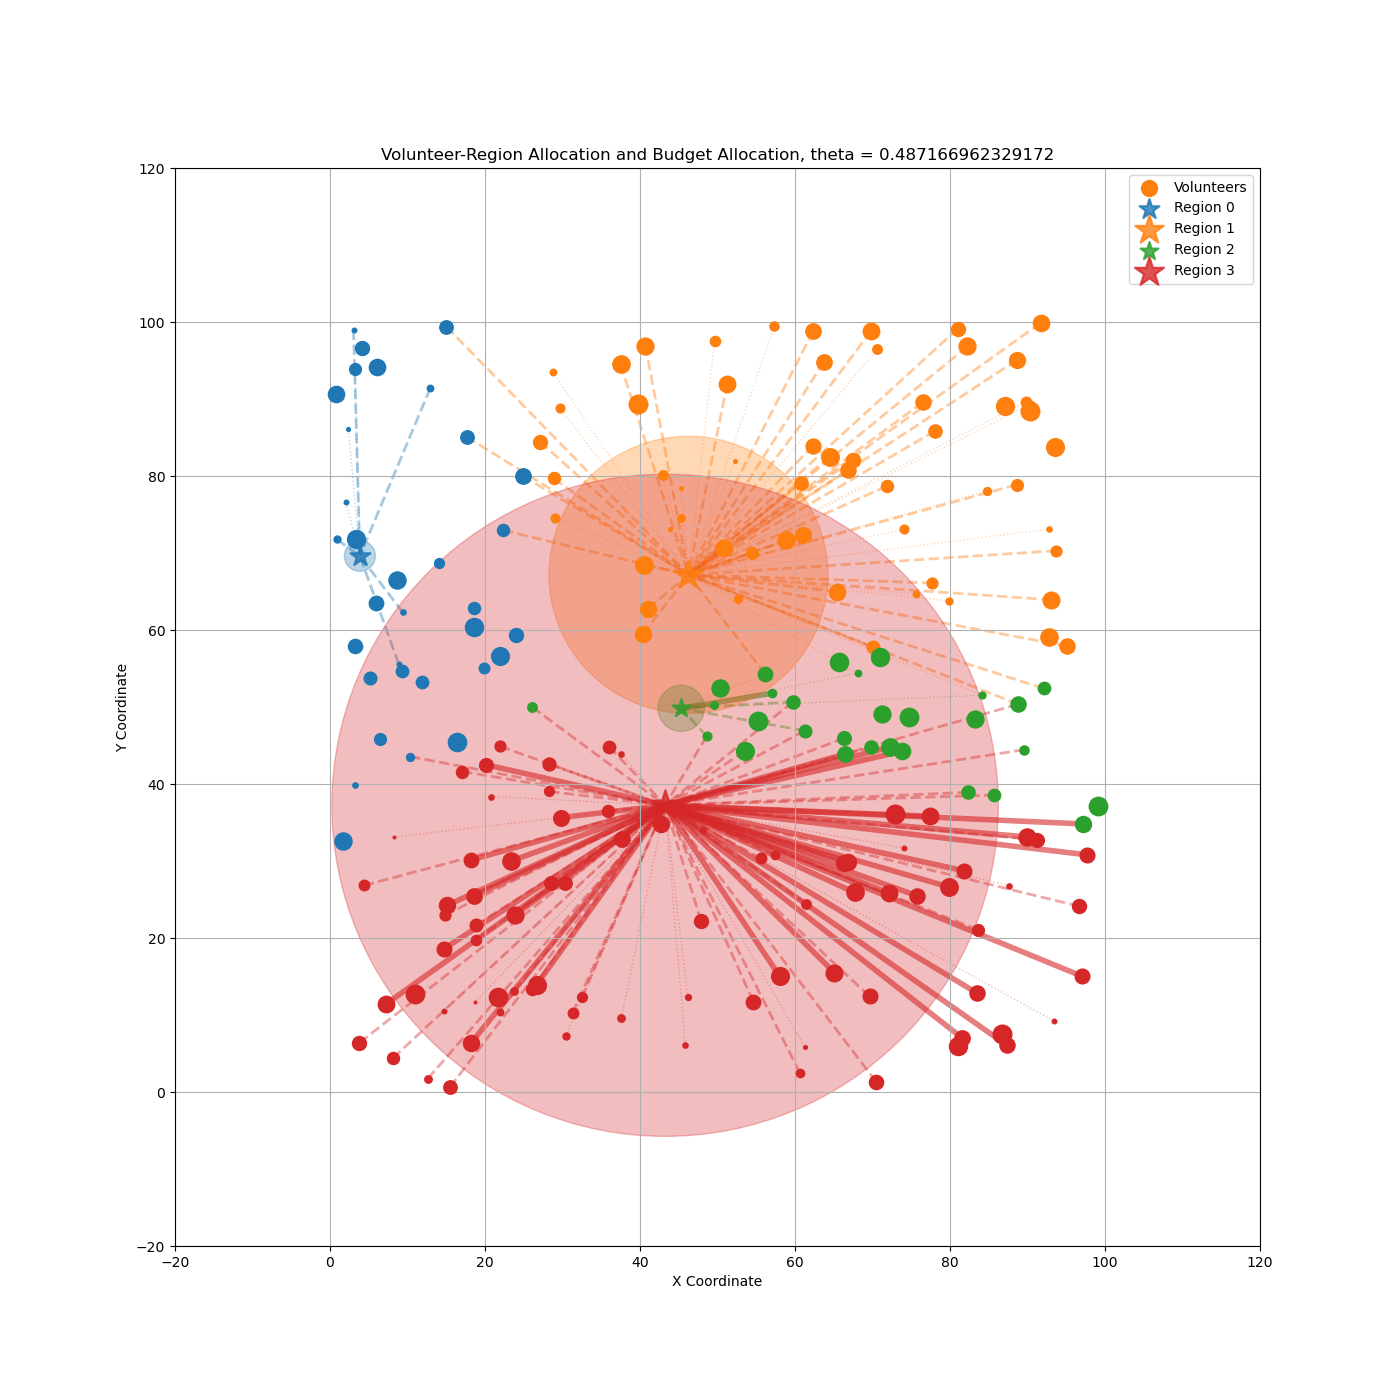 Volunteer-Region Allocation and Budget Allocation, theta = 0.487166962329172
Volunteers
Region 0
Region 1
Region 2
Region 3
120
100
80
60
40
20
0
−20
Y Coordinate
−20 0 20 40 60 80 100 120
X Coordinate